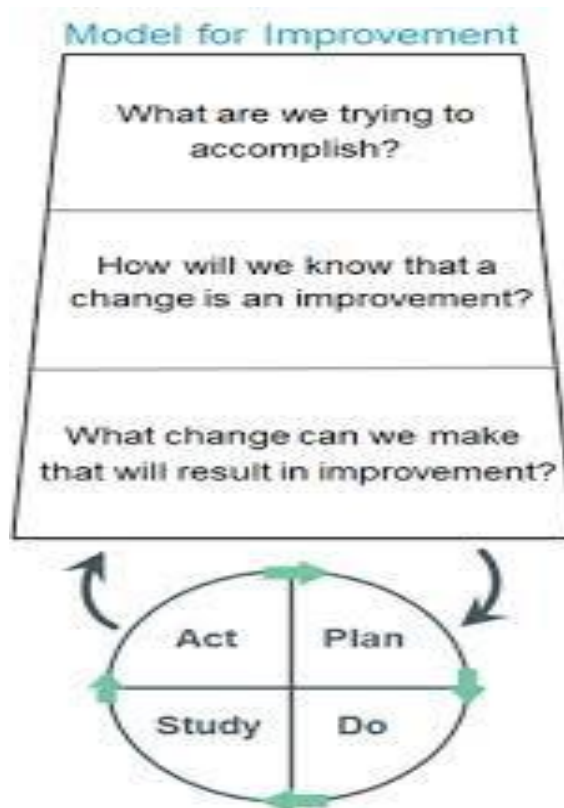 Model for Improvement
What are we trying to
accomplish?
How will we know that a
change is an improvement?
What change can we make
that will result in improvement?
Act
Plan
Study
Do